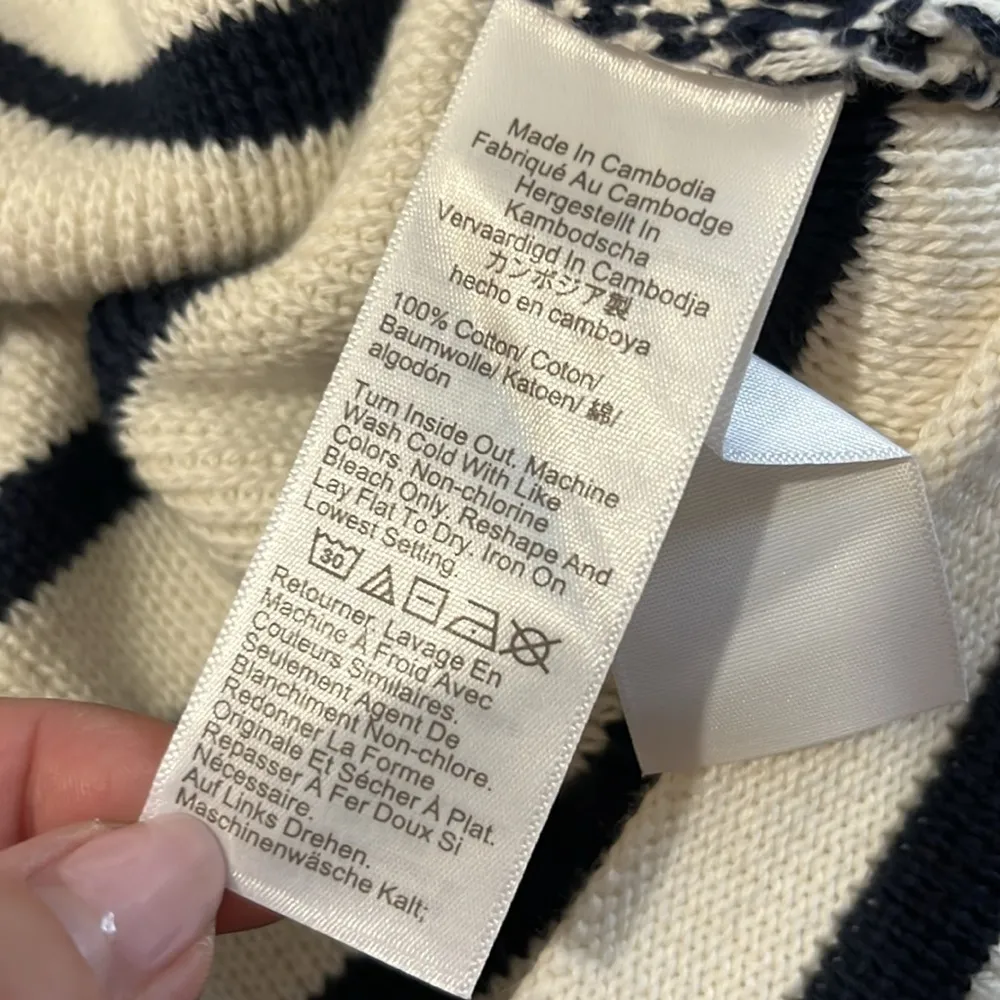 Made In Cambodia
Fabriqué Au Cambodge
Hergestellt In
Kambodscha
Vervaardigd In Cambodja
カンボジア製
hecho en camboya
100% Cotton/ Coton/
Baumwolle/ Katoen/ 綿/
algodón
Turn Inside Out. Machine
Wash Cold With Like
Colors. Non-chlorine
Bleach Only. Reshape And
Lay Flat To Dry. Iron On
Lowest Setting.
30
Retourner. Lavage En
Machine À Froid Avec
Couleurs Similaires.
Seulement Agent De
Blanchiment Non-chlore.
Redonner La Forme
Originale Et Sécher À Plat.
Repasser À Fer Doux Si
Nécessaire.
Auf Links Drehen.
Maschinenwäsche Kalt;